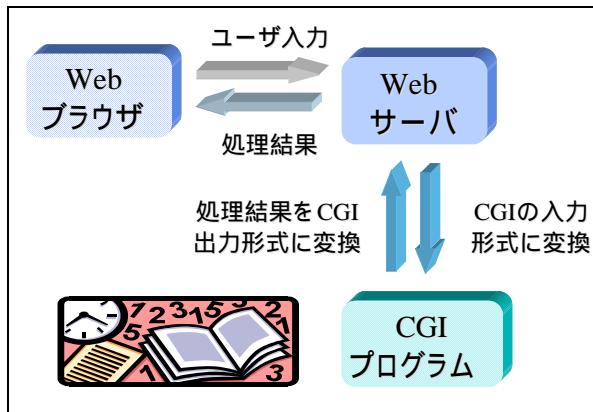 ユーザ入力
Web
ブラウザ
Web
サーバ
処理結果
処理結果をCGI
出力形式に変換
CGIの入力
形式に変換
CGI
プログラム